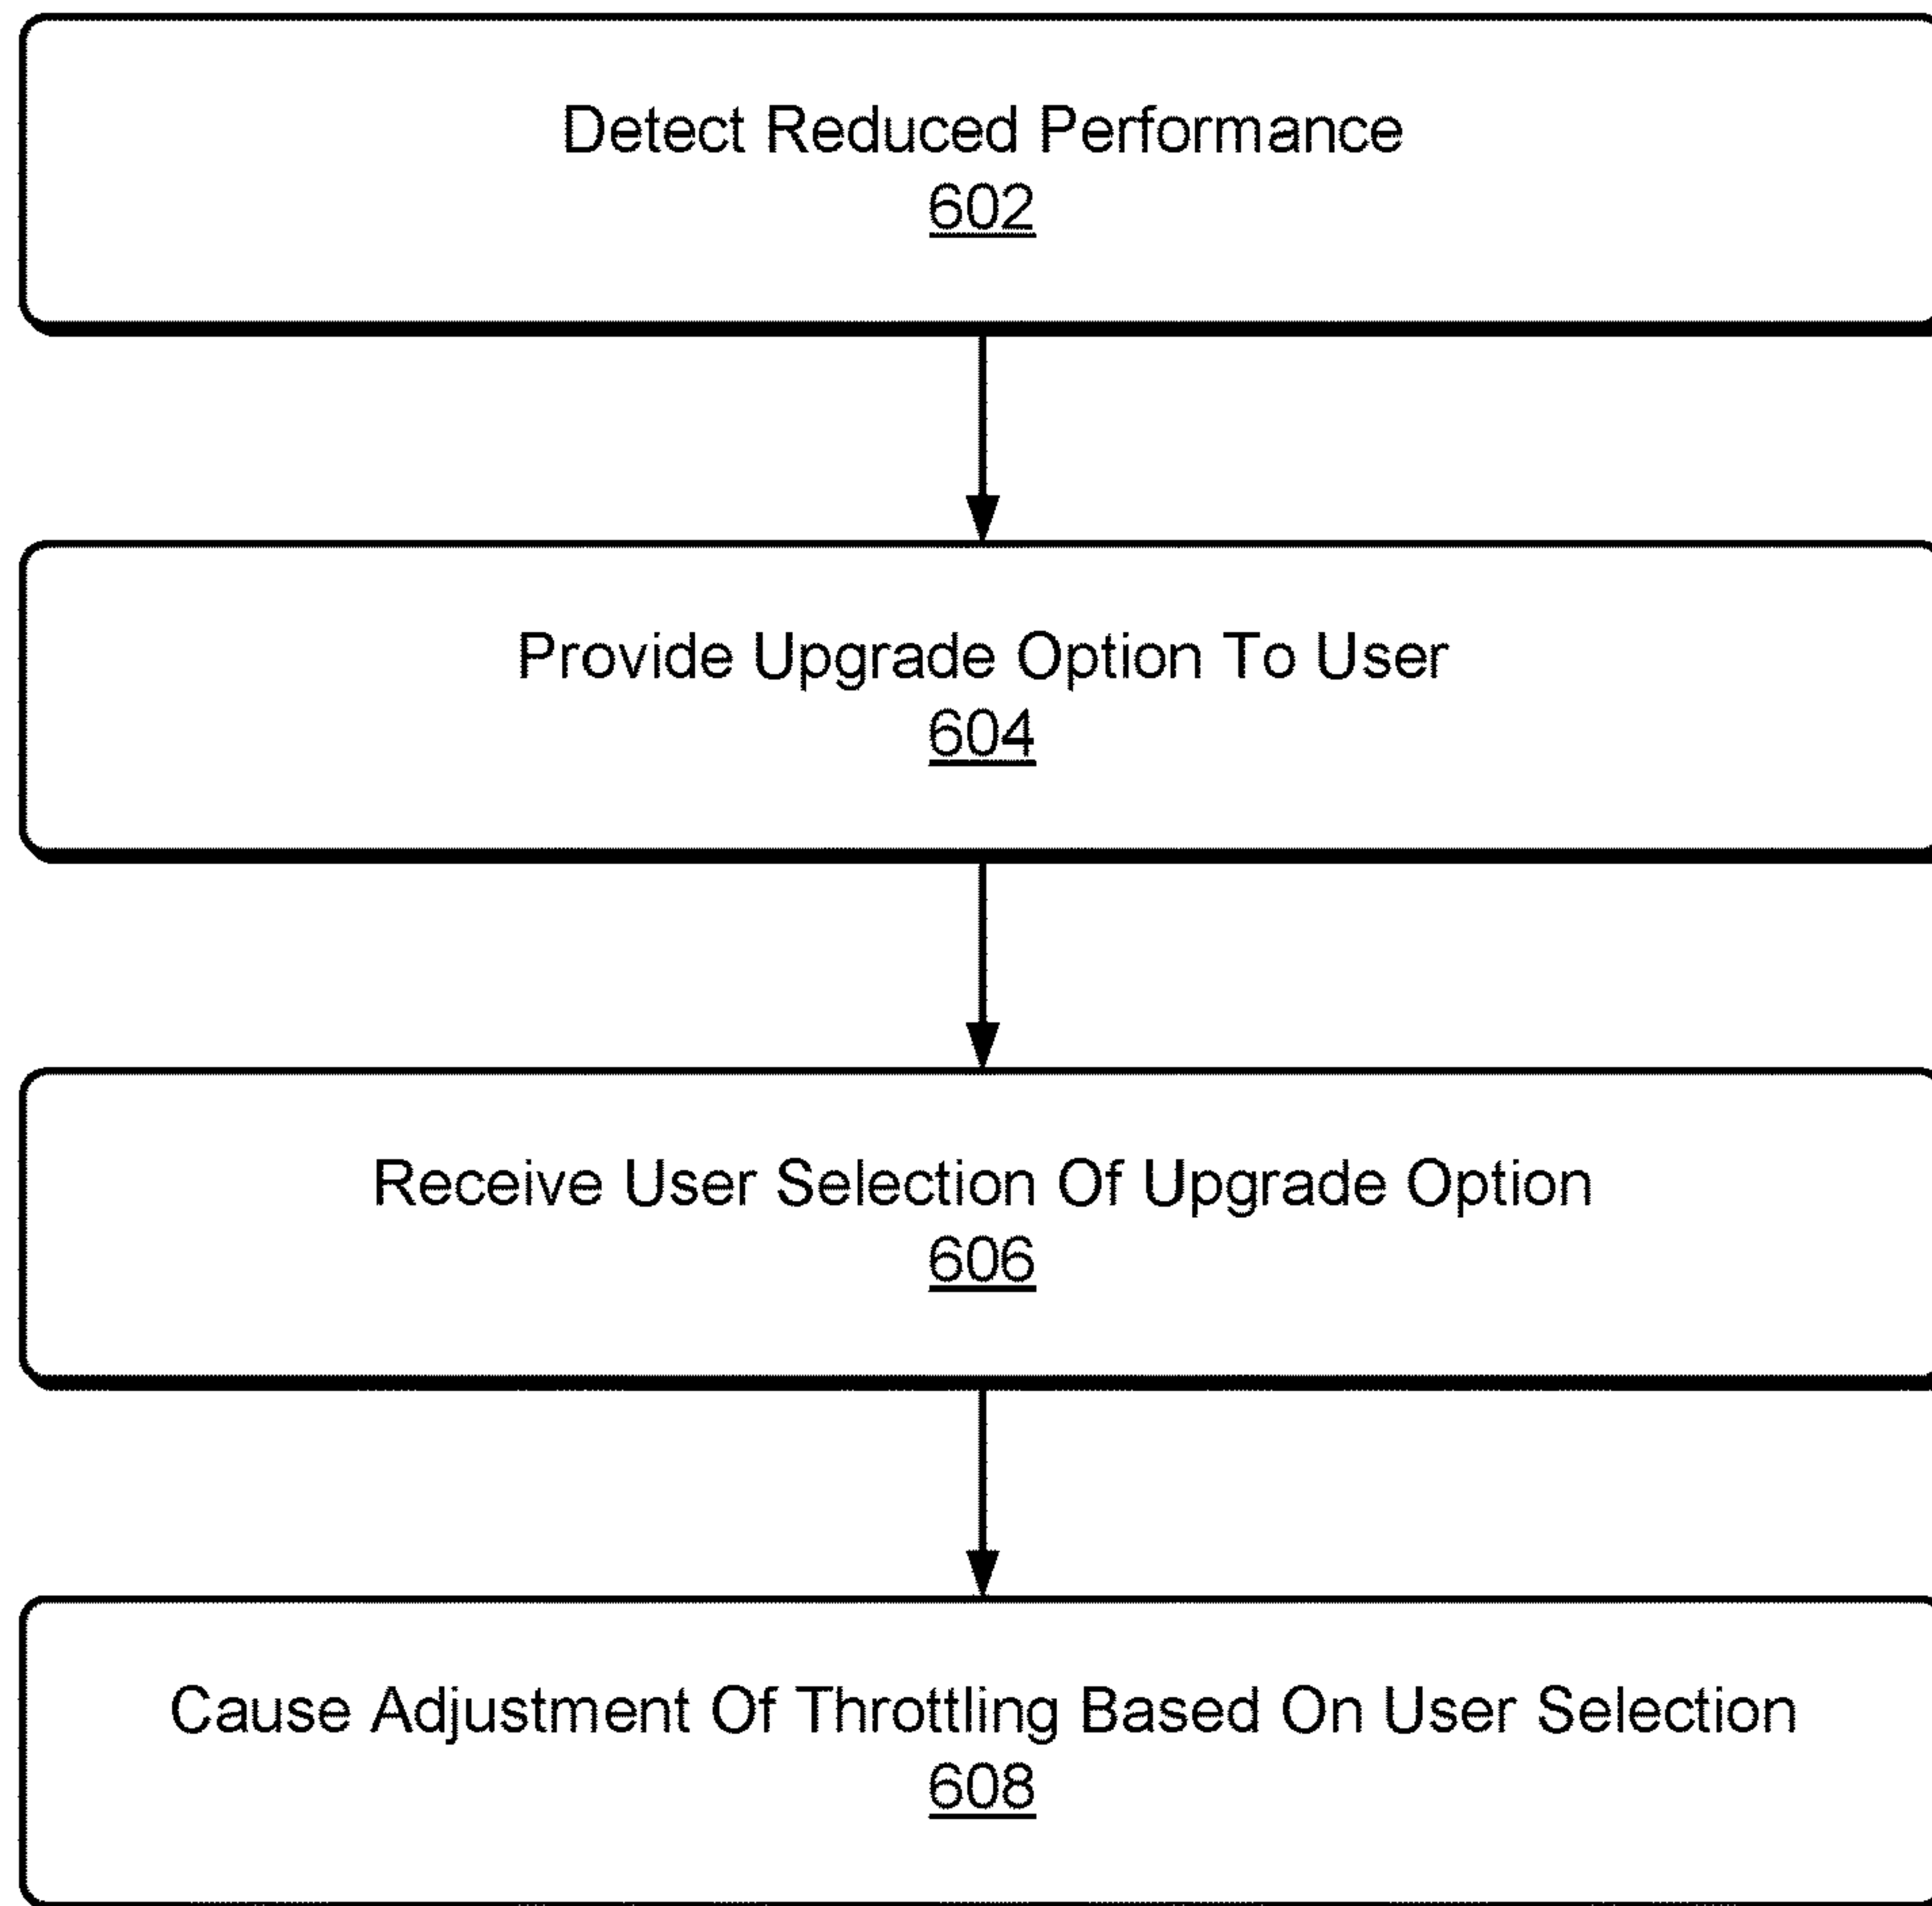 Detect Reduced Performance
602
Provide Upgrade Option To User
604
Receive User Selection Of Upgrade Option
606
Cause Adjustment Of Throttling Based On User Selection
608